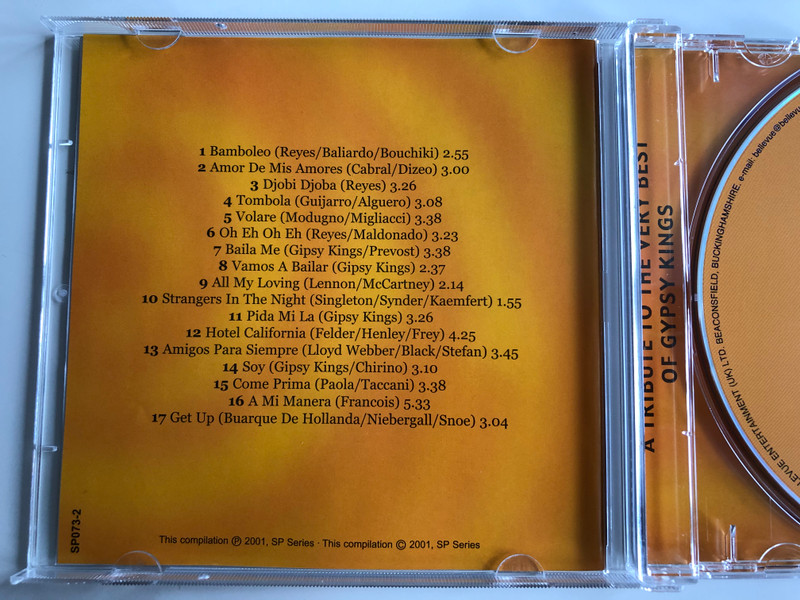 1 Bamboleo (Reyes/Baliardo/Bouchiki) 2.55
2 Amor De Mis Amores (Cabral/Dizeo) 3.00
3 Djobi Djoba (Reyes) 3.26
4 Tombola (Guijarro/Alguero) 3.08
5 Volare (Modugno/Migliacci) 3.38
6 Oh Eh Oh Eh (Reyes/Maldonado) 3.23
7 Baila Me (Gipsy Kings/Prevost) 3.38
8 Vamos A Bailar (Gipsy Kings) 2.37
9 All My Loving (Lennon/McCartney) 2.14
10 Strangers In The Night (Singleton/Synder/Kaemfert) 1.55
11 Pida Mi La (Gipsy Kings) 3.26
12 Hotel California (Felder/Henley/Frey) 4.25
13 Amigos Para Siempre (Lloyd Webber/Black/Stefan) 3.45
14 Soy (Gipsy Kings/Chirino) 3.10
15 Come Prima (Paola/Taccani) 3.38
16 A Mi Manera (Francois) 5.33
17 Get Up (Buarque De Hollanda/Niebergall/Snoe) 3.04
SP073-2
This compilation ℗ 2001, SP Series · This compilation © 2001, SP Series
A TRIBUTE TO THE VERY BEST
OF GYPSY KINGS
LLEVUE ENTERTAINMENT (UK) LTD. BEACONSFIELD, BUCKINGHAMSHIRE. e-mail: bellevue@bellevu